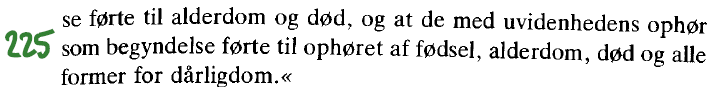 se førte til alderdom og død, og at de med uvidenhedens ophør
225 som begyndelse førte til ophøret af fødsel, alderdom, død og alle
former for dårligdom.«